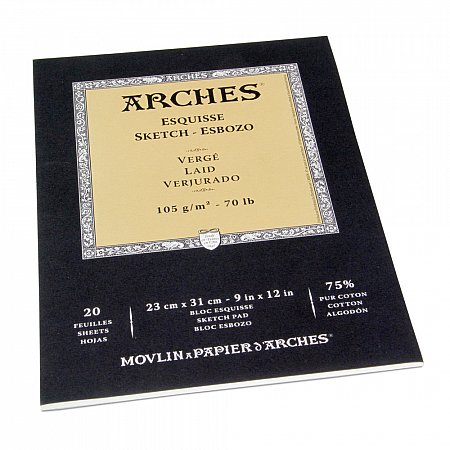 ARCHES
ARCHES®
ESQUISSE
SKETCH - ESBOZO
VERGÉ
LAID
VERJURADO
105 g/m² - 70 lb
20
FEUILLES
SHEETS
HOJAS
23 cm x 31 cm - 9 in x 12 in
BLOC ESQUISSE
SKETCH PAD
BLOC ESBOZO
75%
PUR COTON
COTTON
ALGODÓN
MOVLIN & PAPIER D'ARCHES®